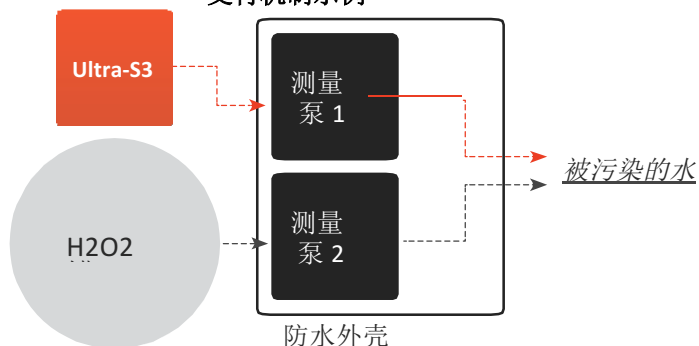 Ultra-S3
测量
泵 1
被污染的水
H2O2
测量
泵 2
防水外壳